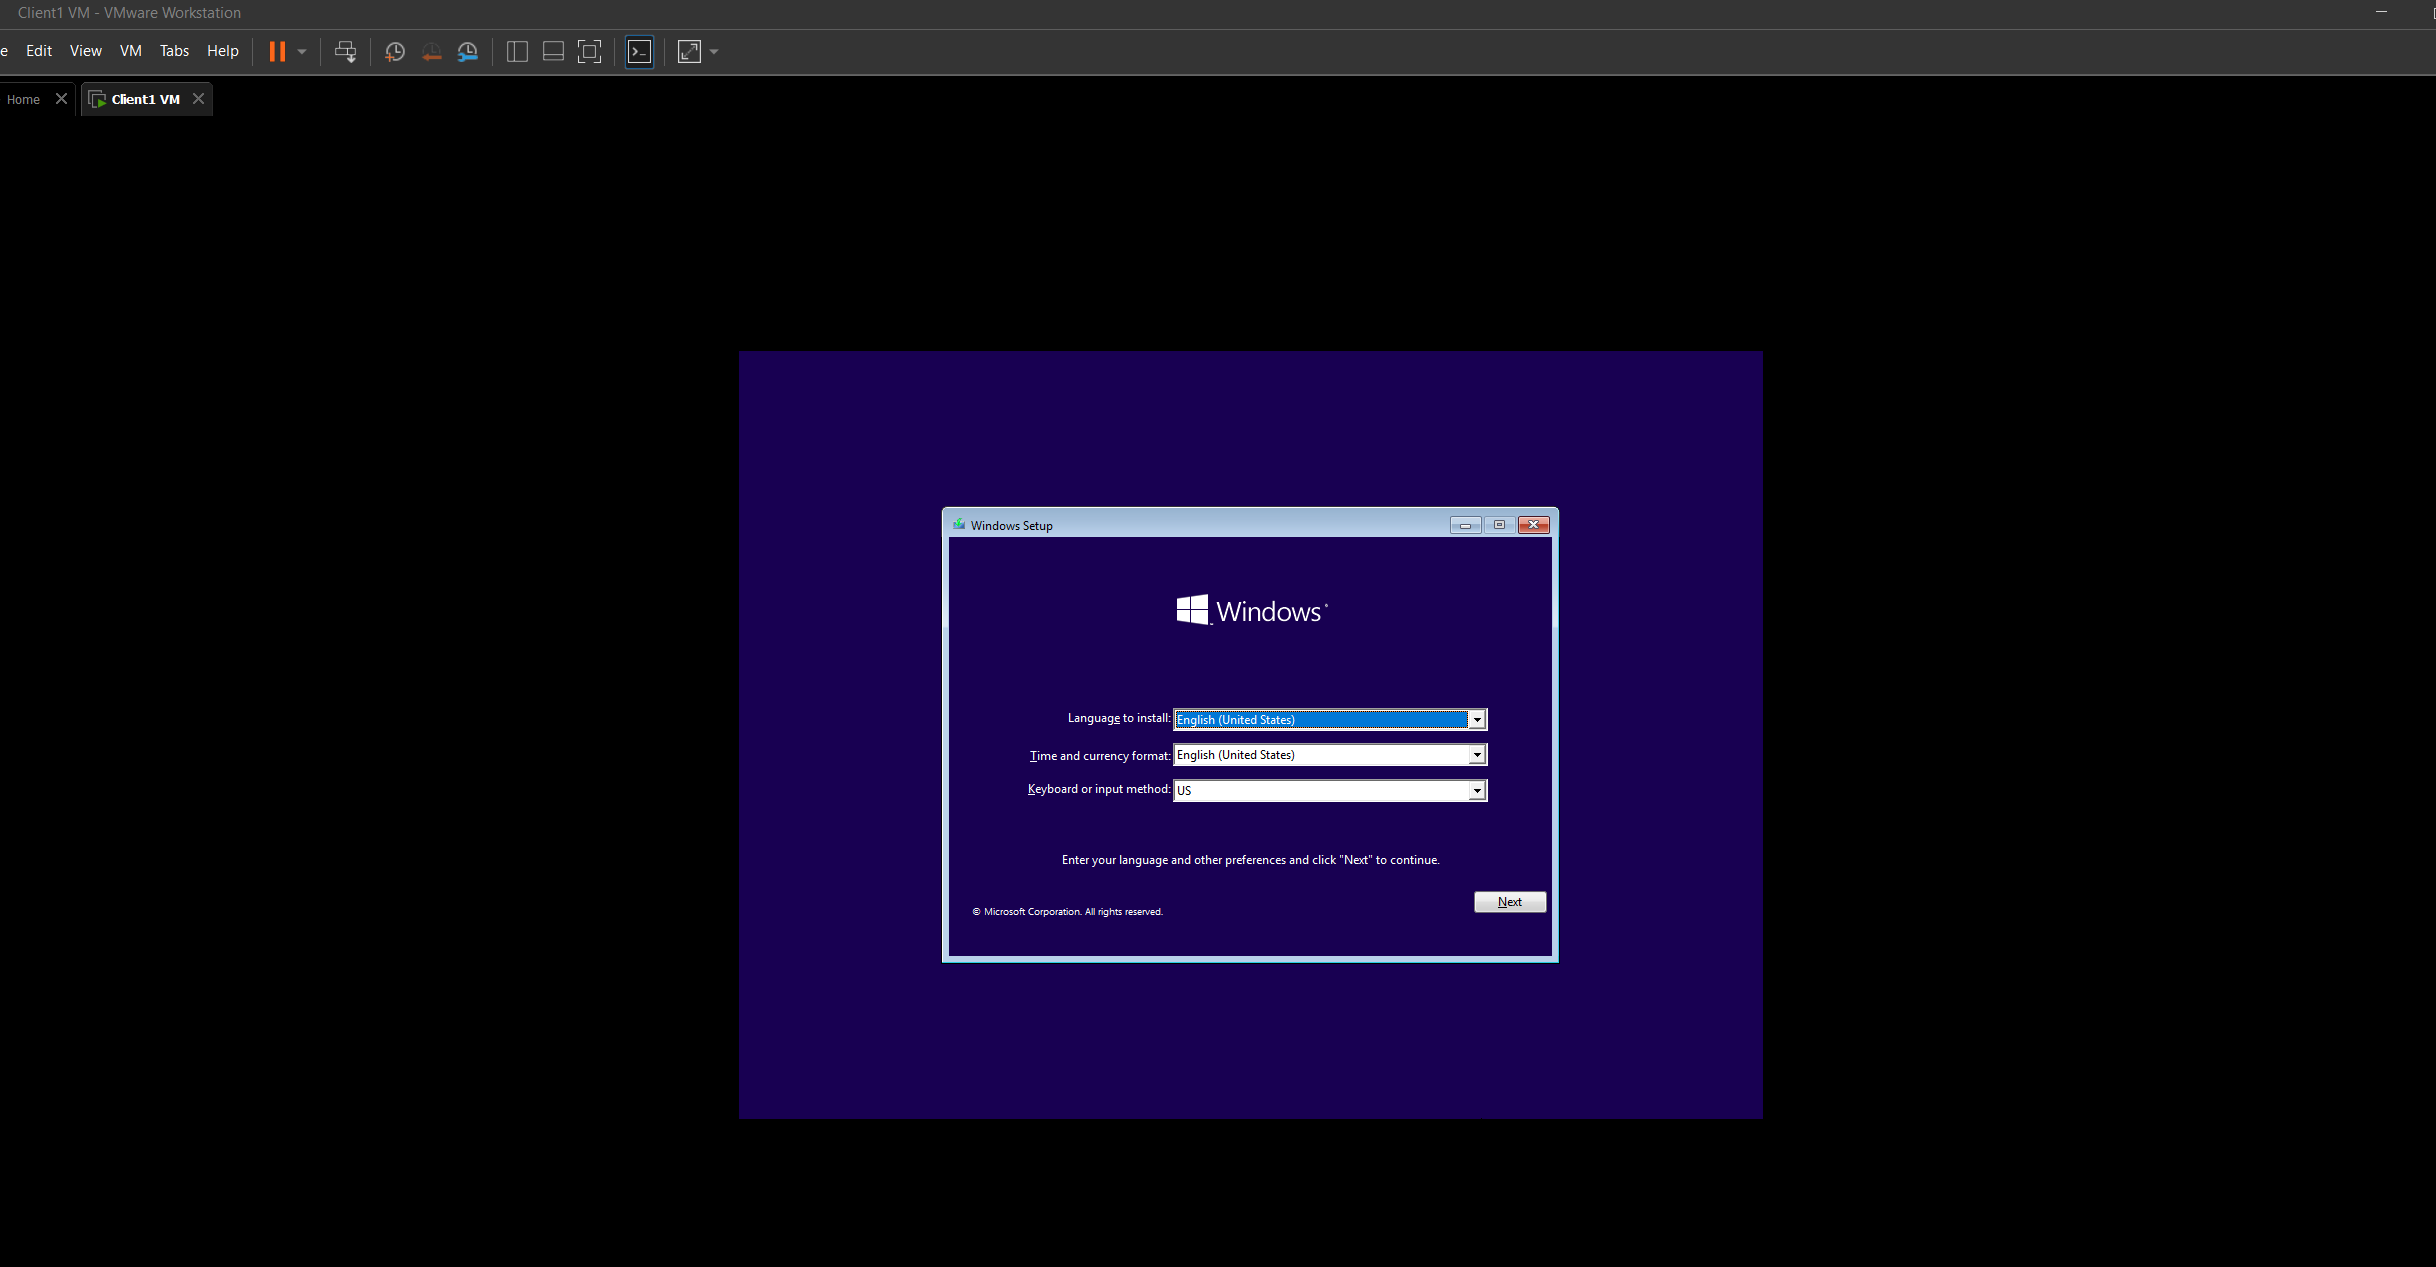 Client1 VM - VMware Workstation
e Edit View VM Tabs Help
Home Client1 VM
Windows Setup
Windows
Language to install: English (United States)
Time and currency format: English (United States)
Keyboard or input method: US
Enter your language and other preferences and click "Next" to continue.
Next
© Microsoft Corporation. All rights reserved.